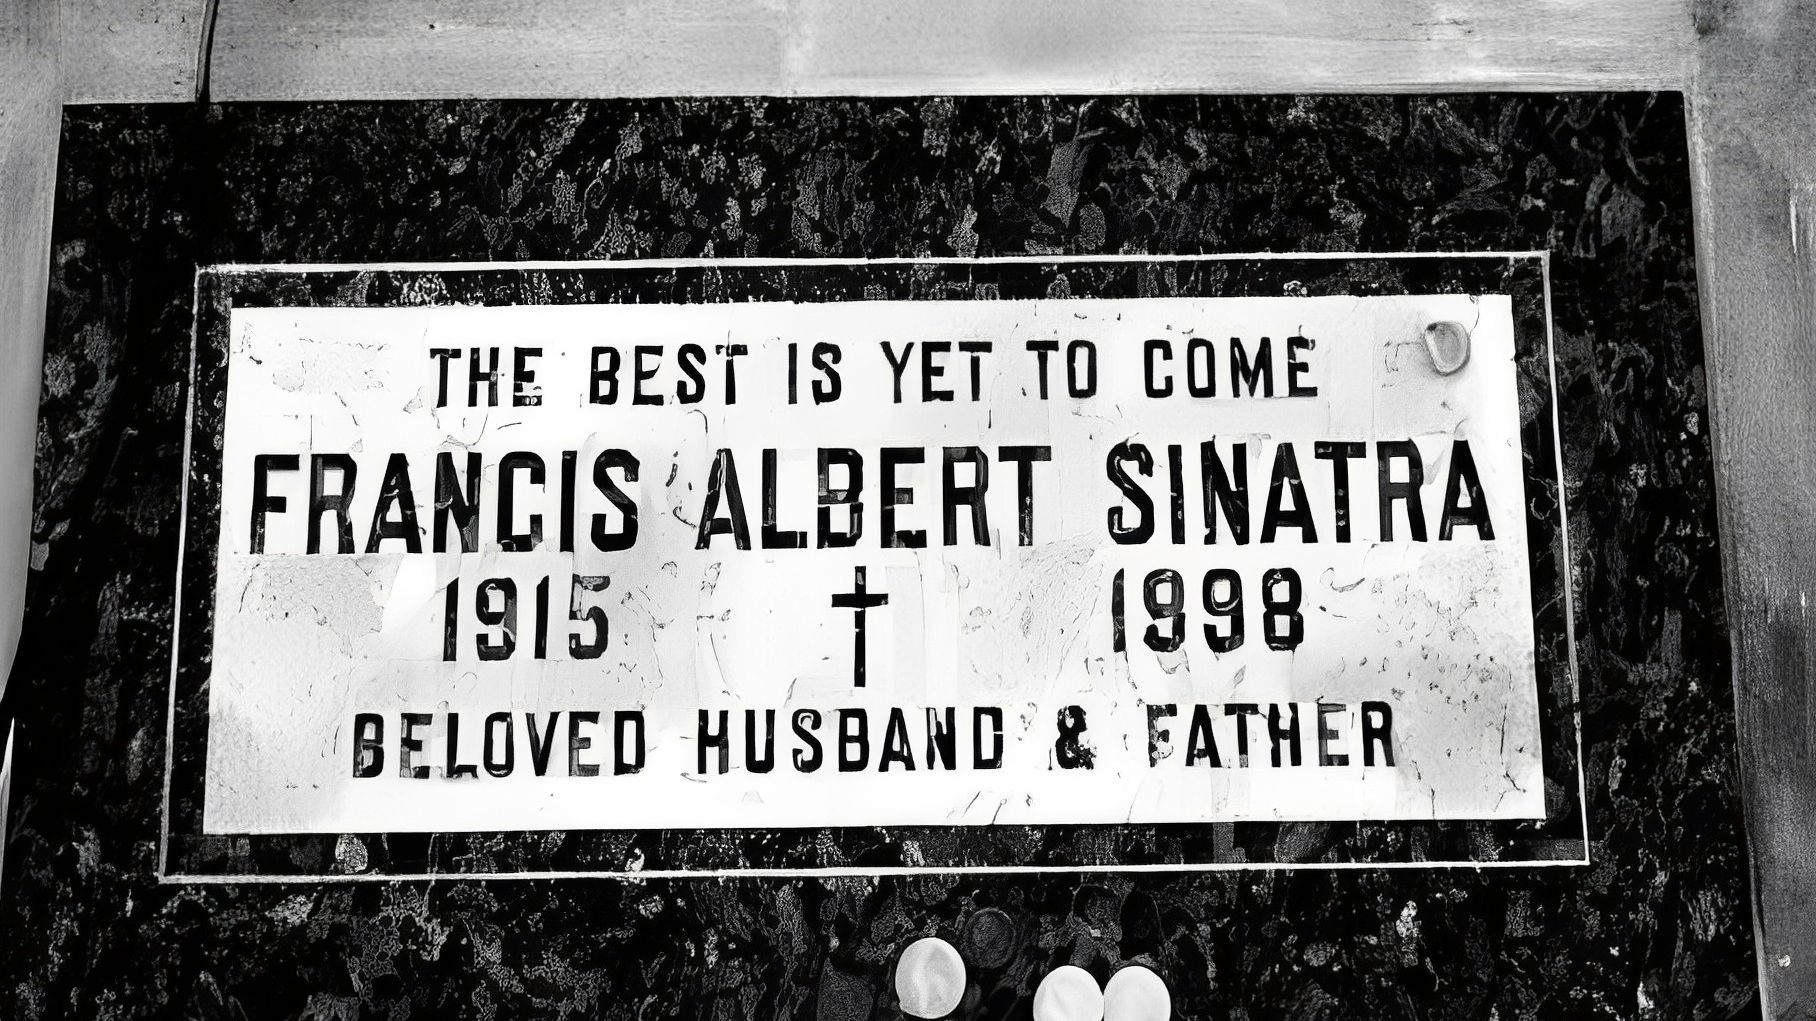 THE BEST IS YET TO COME
FRANCIS ALBERT SINATRA
1915 † 1998
BELOVED HUSBAND & FATHER